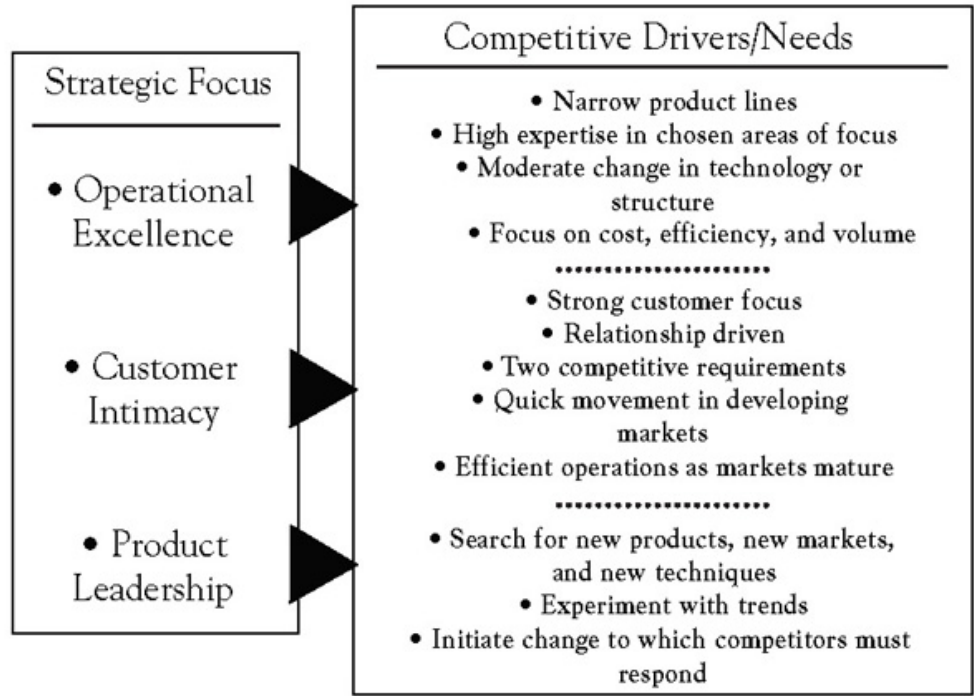 Strategic Focus
• Operational
Excellence
• Customer
Intimacy
• Product
Leadership
Competitive Drivers/Needs
• Narrow product lines
• High expertise in chosen areas of focus
• Moderate change in technology or
structure
• Focus on cost, efficiency, and volume
• Strong customer focus
• Relationship driven
• Two competitive requirements
• Quick movement in developing
markets
• Efficient operations as markets mature
• Search for new products, new markets,
and new techniques
• Experiment with trends
• Initiate change to which competitors must
respond